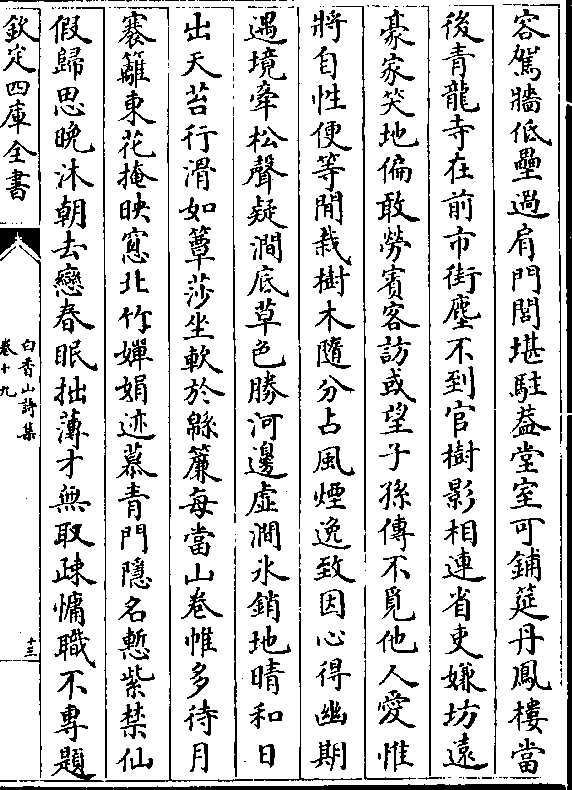 容駕牆低壘過肩門閭堪駐葢堂室可鋪筵丹鳳樓當
後青龍寺在前市街塵不到官樹影相連省吏嫌坊遠
豪家笑地偏敢勞賓客訪或望子孫傳不覓他人愛惟
將自性便等閒栽樹木隨分占風煙逸致因心得幽期
遇境牽松聲疑澗底草色勝河邊虛澗氷銷地晴和日
出天苔行滑如簟莎坐軟於緜簾每當山卷帷多待月
褰籬東花掩映窓北竹嬋娟迹慕青門隱名慙紫禁仙
假歸思晚沐朝去戀春眠拙薄才無取疎慵職不專題
欽定四庫全書
白香山詩集
卷十九
十三